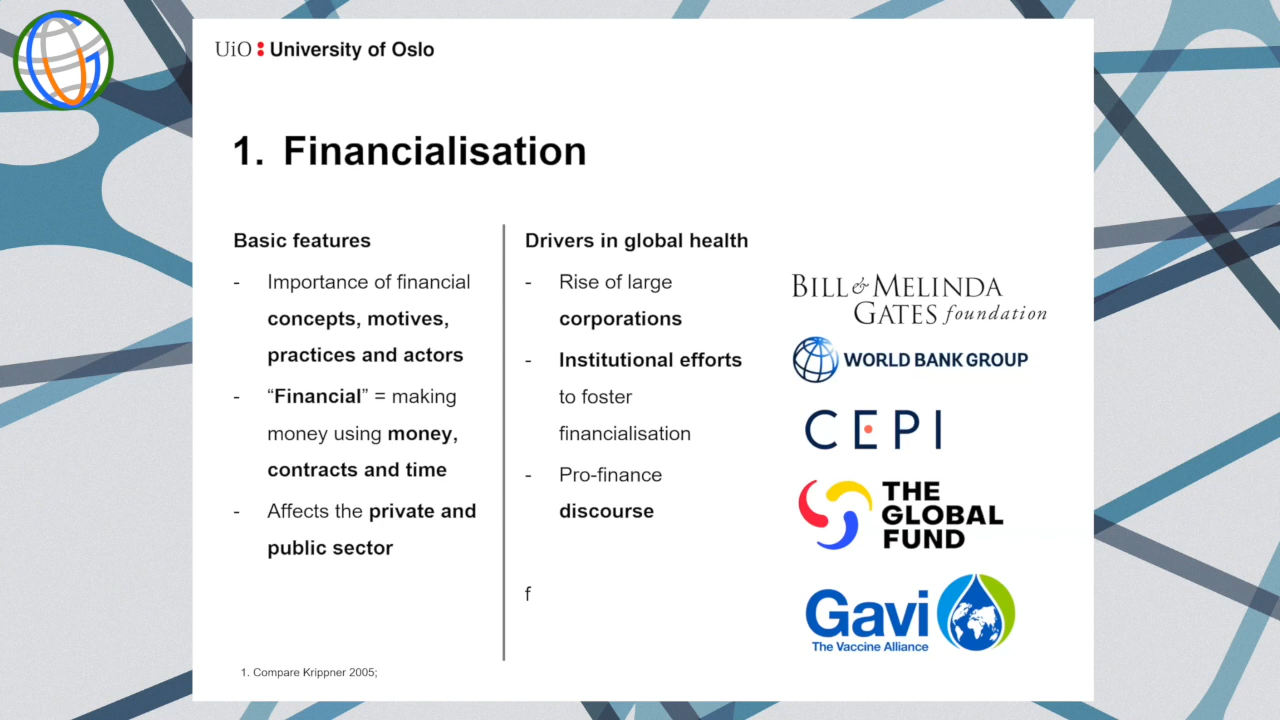 UiO : University of Oslo
1. Financialisation
Basic features
- Importance of financial
concepts, motives,
practices and actors
- “Financial” = making
money using money,
contracts and time
- Affects the private and
public sector
Drivers in global health
- Rise of large
corporations
- Institutional efforts
to foster
financialisation
- Pro-finance
discourse
f
BILL & MELINDA
GATES foundation
WORLD BANK GROUP
CEPI
THE
GLOBAL
FUND
Gavi
The Vaccine Alliance
1. Compare Krippner 2005;